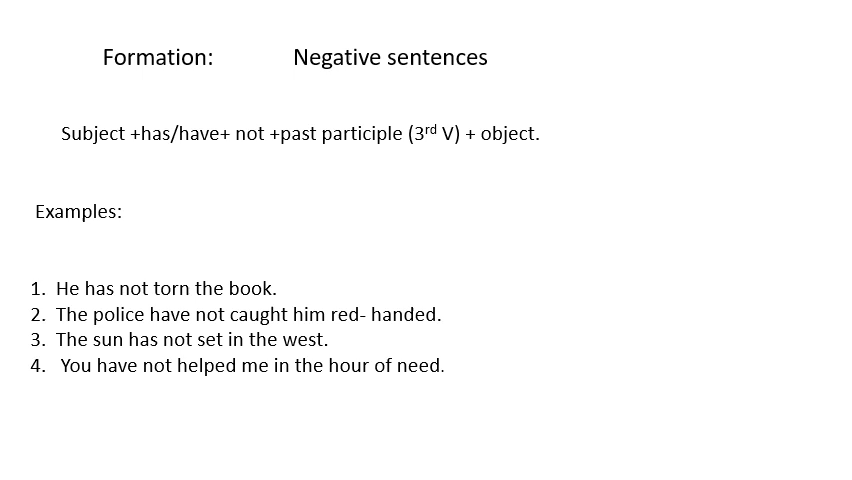 Formation: Negative sentences
Subject +has/have+ not +past participle (3rd V) + object.
Examples:
1. He has not torn the book.
2. The police have not caught him red- handed.
3. The sun has not set in the west.
4. You have not helped me in the hour of need.